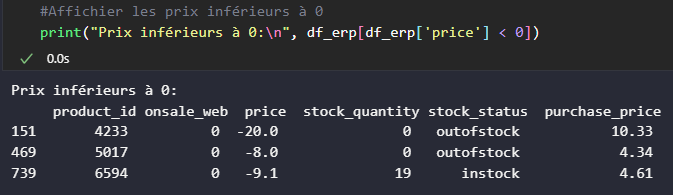 #Affichier les prix inférieurs à 0
print("Prix inférieurs à 0:\n", df_erp[df_erp['price'] < 0])
✓ 0.0s
Prix inférieurs à 0:
product_id onsale_web price stock_quantity stock_status purchase_price
151 4233 0 -20.0 0 outofstock 10.33
469 5017 0 -8.0 0 outofstock 4.34
739 6594 0 -9.1 19 instock 4.61